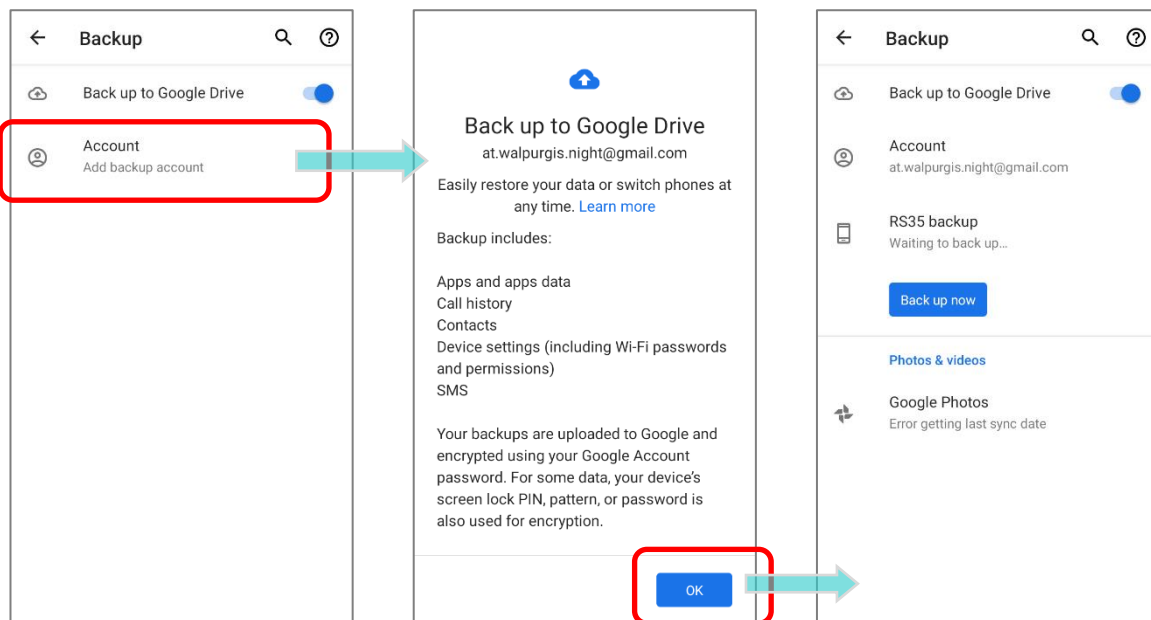 Backup
Back up to Google Drive
Account
Add backup account
Back up to Google Drive
at.walpurgis.night@gmail.com
Easily restore your data or switch phones at
any time. Learn more
Backup includes:
Apps and apps data
Call history
Contacts
Device settings (including Wi-Fi passwords
and permissions)
SMS
Your backups are uploaded to Google and
encrypted using your Google Account
password. For some data, your device's
screen lock PIN, pattern, or password is
also used for encryption.
OK
Backup
Back up to Google Drive
Account
at.walpurgis.night@gmail.com
RS35 backup
Waiting to back up...
Back up now
Photos & videos
Google Photos
Error getting last sync date